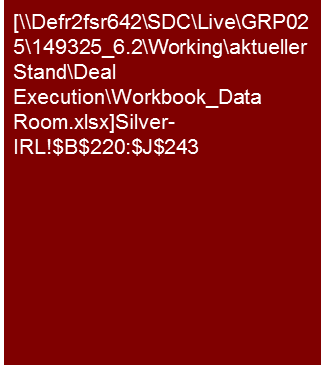 [\\Defr2fsr642\SDC\Live\GRP02
5\149325_6.2\Working\aktueller
Stand\Deal
Execution\Workbook_Data
Room.xlsx]Silver-
IRL!$B$220:$J$243